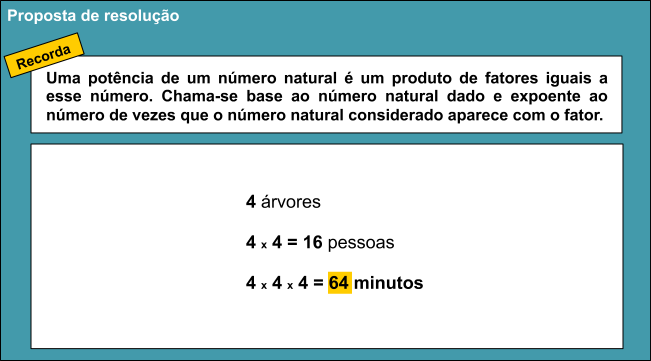 Proposta de resolução
Recorda
Uma potência de um número natural é um produto de fatores iguais a
esse número. Chama-se base ao número natural dado e expoente ao
número de vezes que o número natural considerado aparece com o fator.
4 árvores
4 x 4 = 16 pessoas
4 x 4 x 4 = 64 minutos